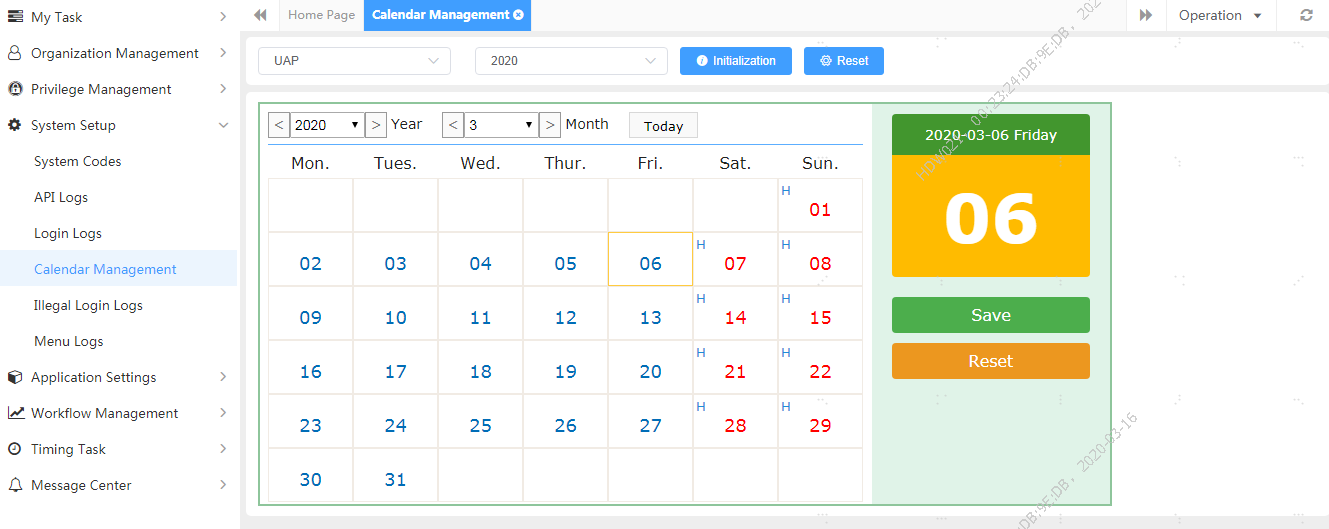 My Task
Organization Management
Privilege Management
System Setup
System Codes
API Logs
Login Logs
Calendar Management
Illegal Login Logs
Menu Logs
Application Settings
Workflow Management
Timing Task
Message Center
Home Page Calendar Management Operation
UAP 2020 Initialization Reset
< 2020 > Year < 3 > Month Today
Mon. Tues. Wed. Thur. Fri. Sat. Sun.
H
01
H H
02 03 04 05 06 07 08
H H
09 10 11 12 13 14 15
H H
16 17 18 19 20 21 22
H H
23 24 25 26 27 28 29
30 31
2020-03-06 Friday
06
Save
Reset
00:23:24:DB:9E:DB, 202
DB:9E:DB, 2020-03-16